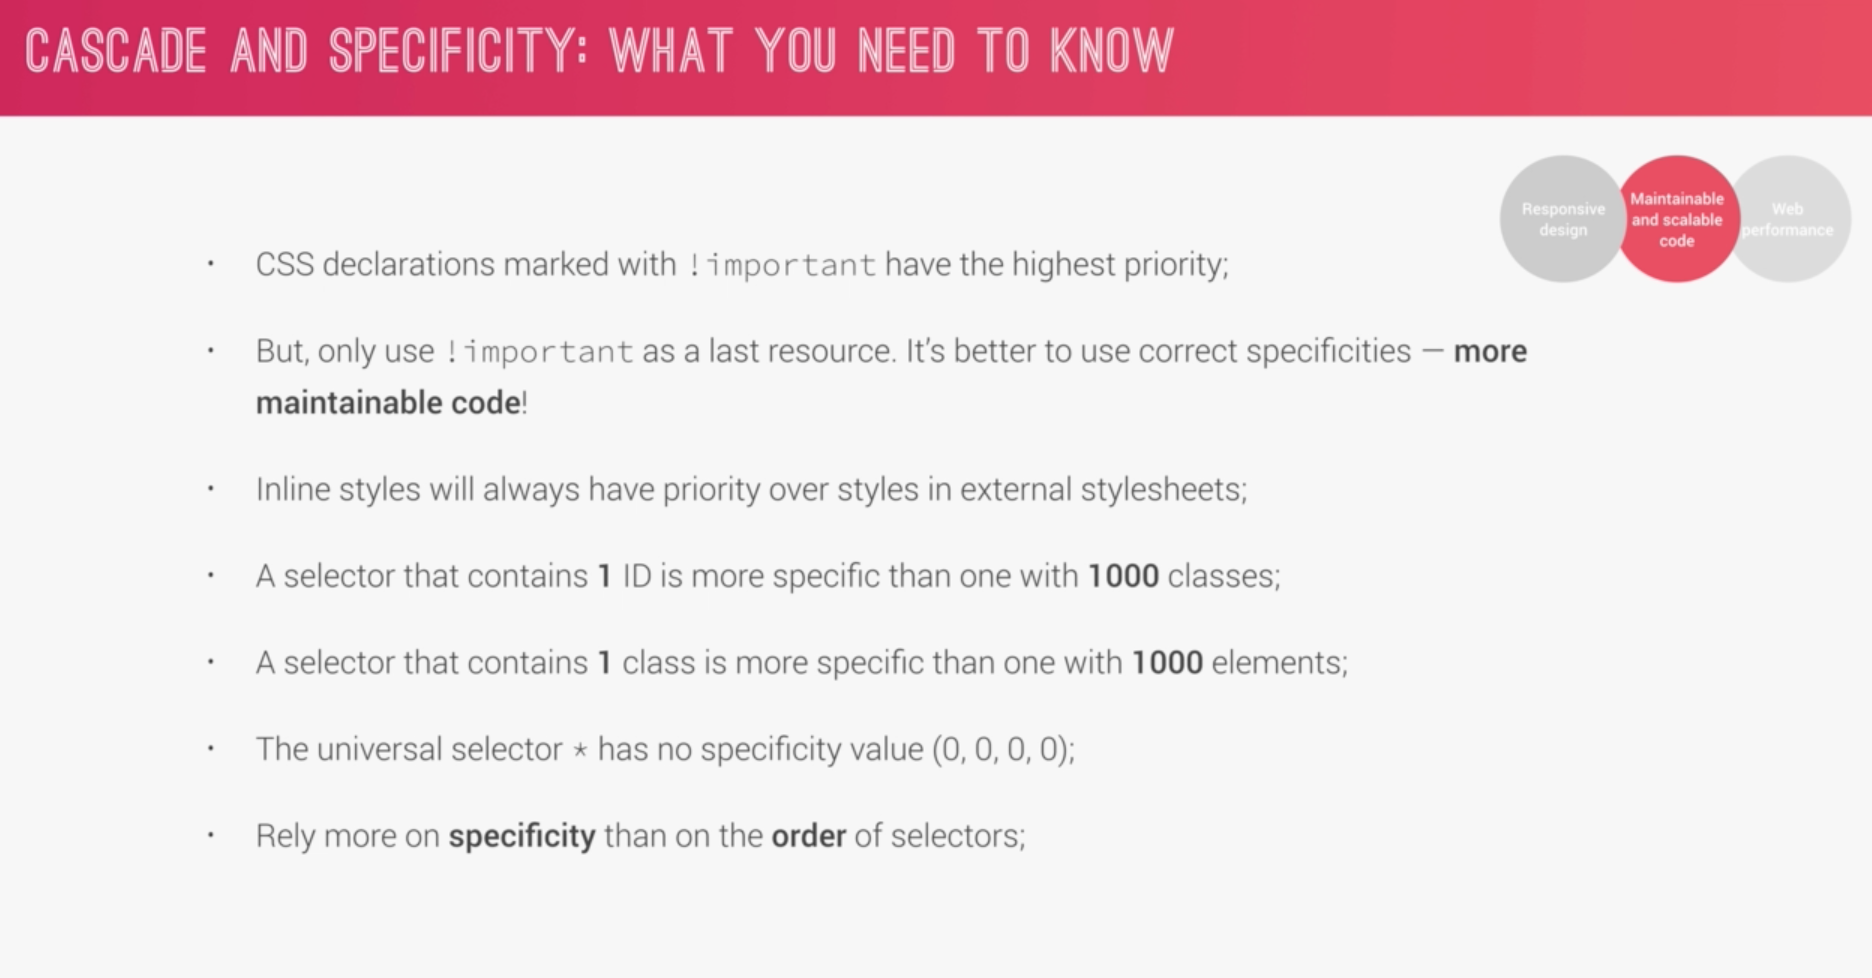 CASCADE AND SPECIFICITY: WHAT YOU NEED TO KNOW
Responsive
design
Maintainable
and scalable
code
Web
performance
• CSS declarations marked with !important have the highest priority;
• But, only use !important as a last resource. It's better to use correct specificities — more
maintainable code!
• Inline styles will always have priority over styles in external stylesheets;
• A selector that contains 1 ID is more specific than one with 1000 classes;
• A selector that contains 1 class is more specific than one with 1000 elements;
• The universal selector * has no specificity value (0, 0, 0, 0);
• Rely more on specificity than on the order of selectors;